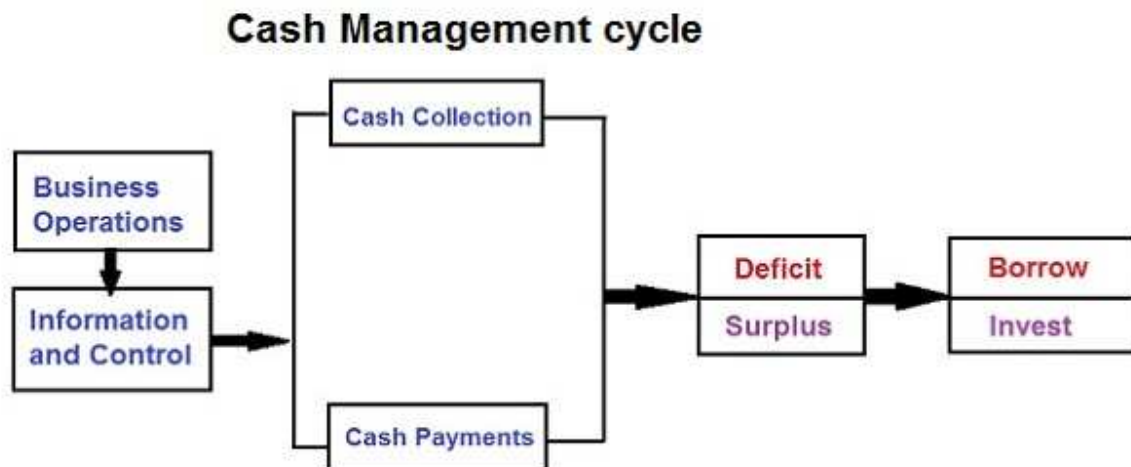 Cash Management cycle
Cash Collection
Business
Operations
Information
and Control
Deficit
Surplus
Borrow
Invest
Cash Payments